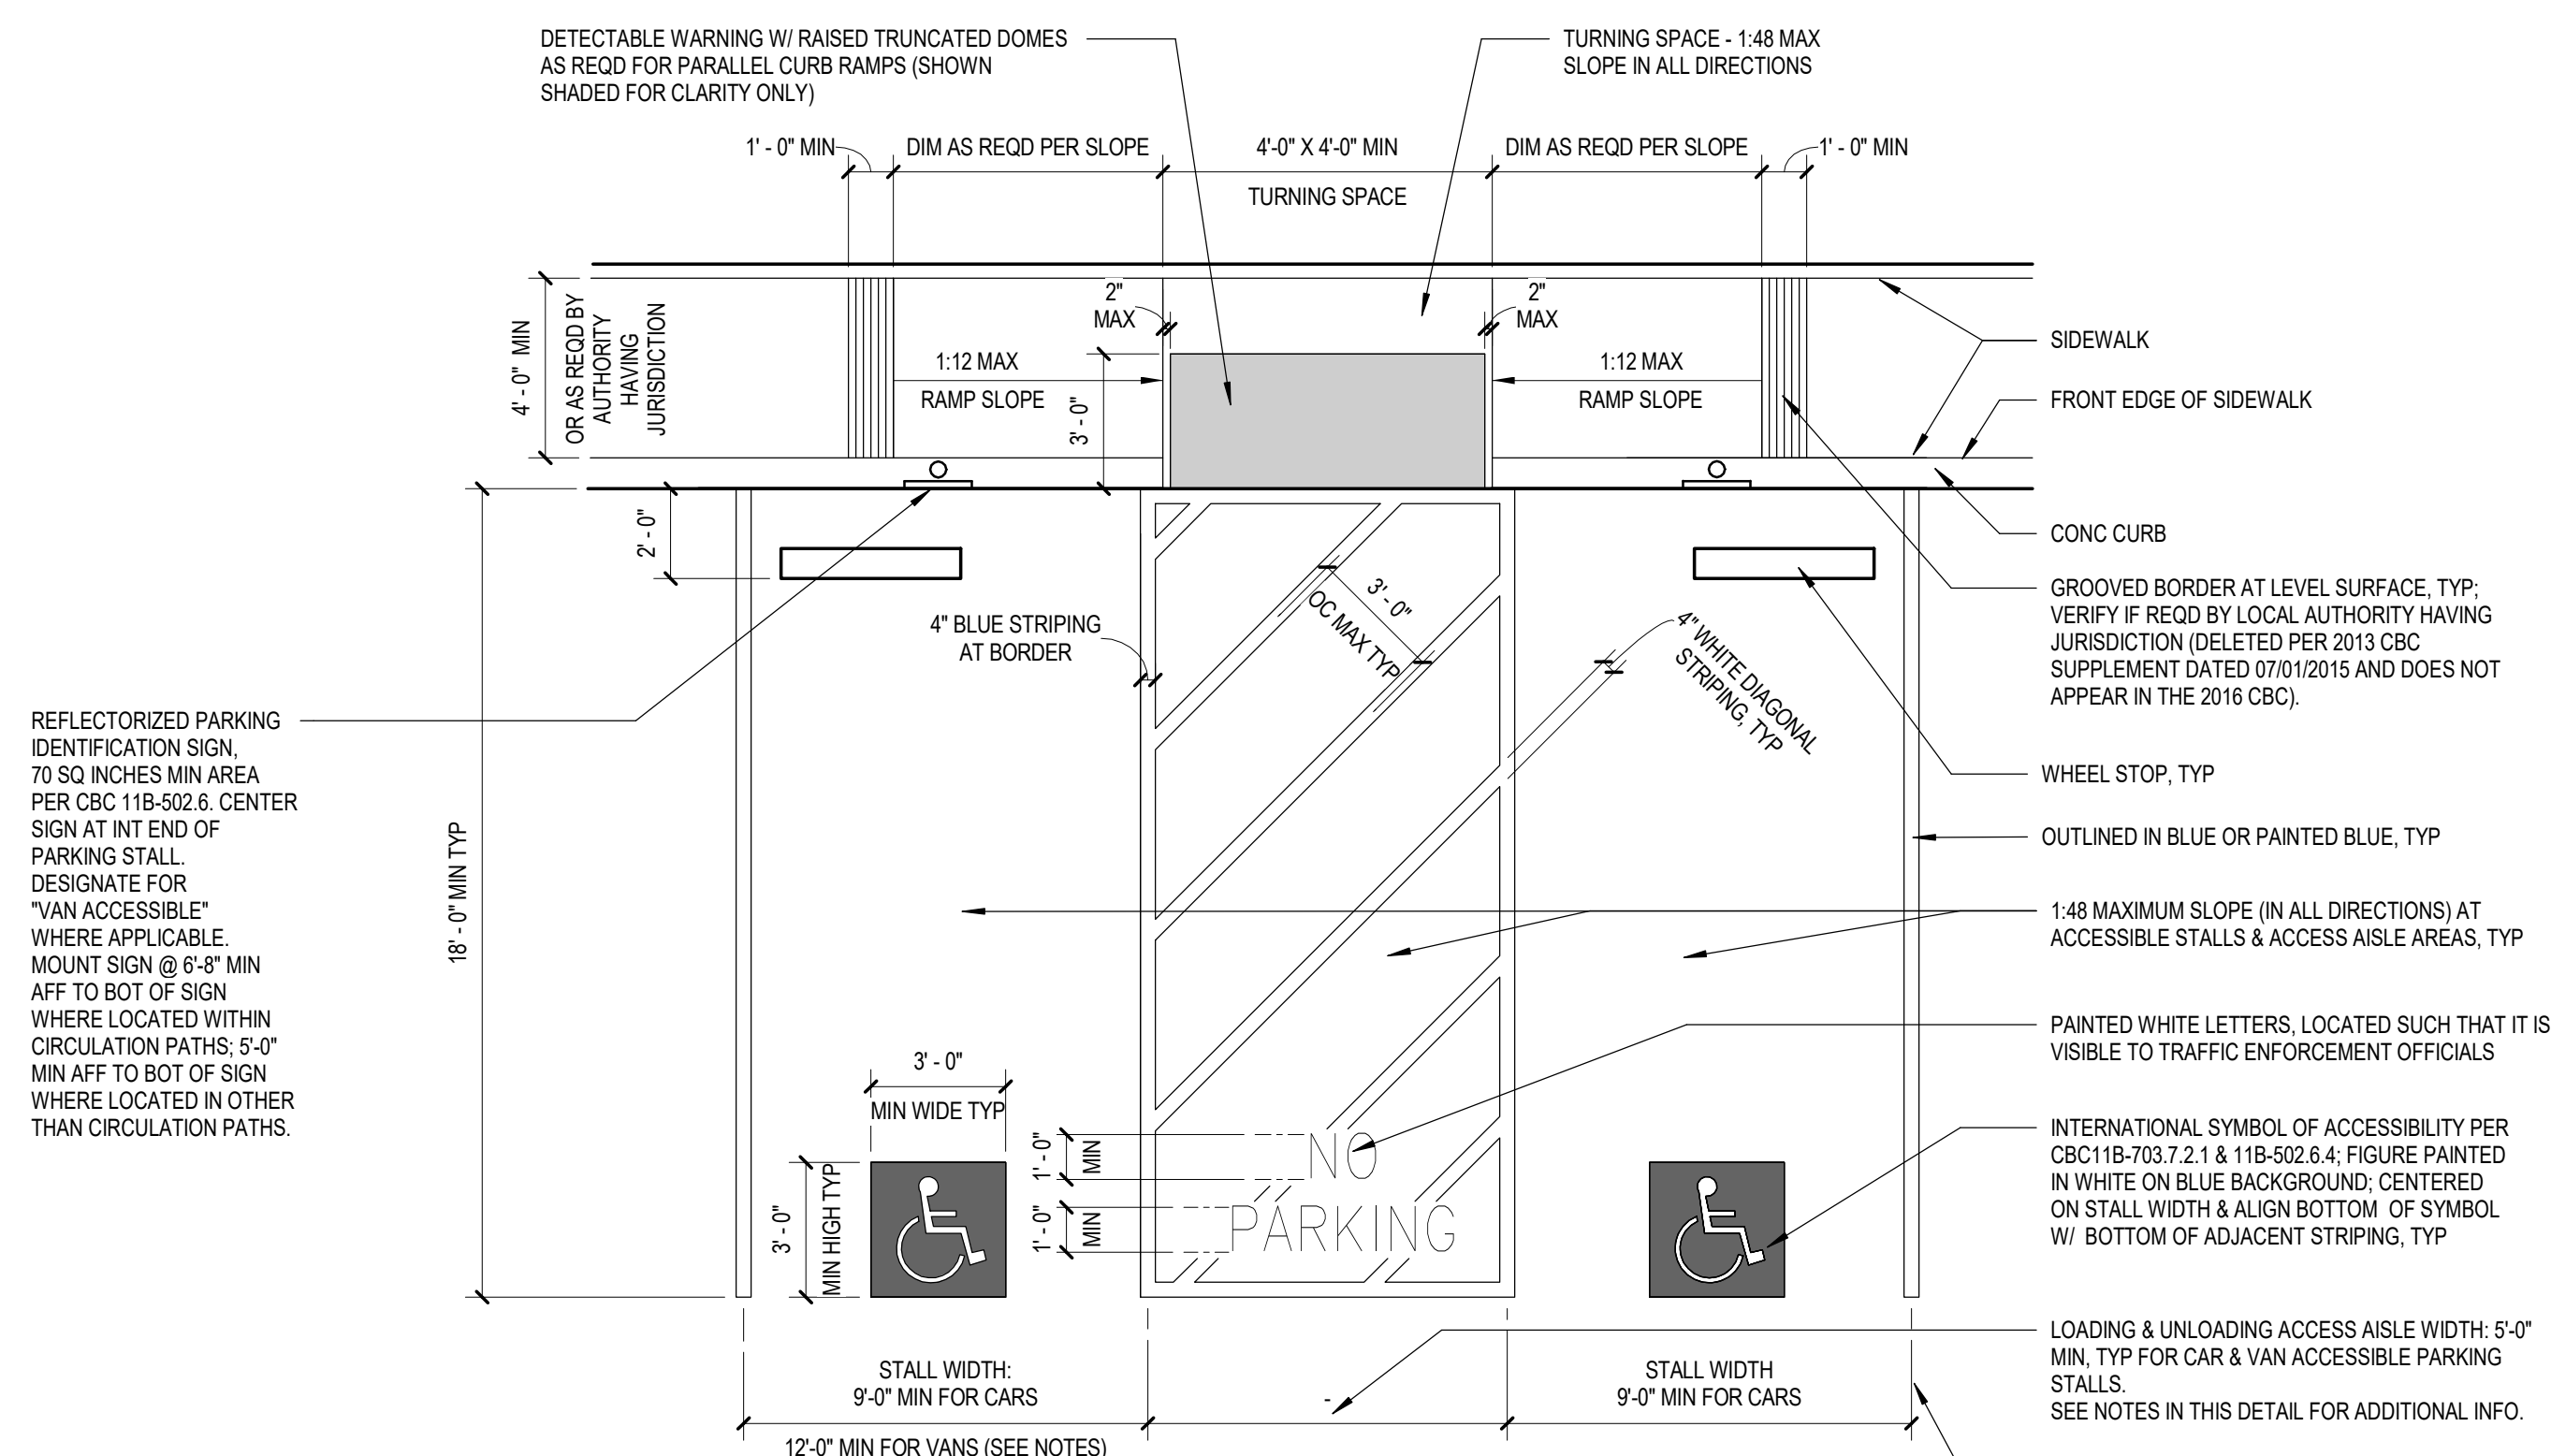 DETECTABLE WARNING W/ RAISED TRUNCATED DOMES
AS REQD FOR PARALLEL CURB RAMPS (SHOWN
SHADED FOR CLARITY ONLY)
TURNING SPACE - 1:48 MAX
SLOPE IN ALL DIRECTIONS
1' - 0" MIN
DIM AS REQD PER SLOPE
4'-0" X 4'-0" MIN
TURNING SPACE
DIM AS REQD PER SLOPE
1' - 0" MIN
4' - 0" MIN
OR AS REQD BY
AUTHORITY
HAVING
JURISDICTION
2"
MAX
2"
MAX
1:12 MAX
RAMP SLOPE
3' - 0"
1:12 MAX
RAMP SLOPE
SIDEWALK
FRONT EDGE OF SIDEWALK
CONC CURB
GROOVED BORDER AT LEVEL SURFACE, TYP;
VERIFY IF REQD BY LOCAL AUTHORITY HAVING
JURISDICTION (DELETED PER 2013 CBC
SUPPLEMENT DATED 07/01/2015 AND DOES NOT
APPEAR IN THE 2016 CBC).
2' - 0"
4" BLUE STRIPING
AT BORDER
3' - 0"
OC MAX TYP
4" WHITE DIAGONAL
STRIPING, TYP
WHEEL STOP, TYP
REFLECTORIZED PARKING
IDENTIFICATION SIGN,
70 SQ INCHES MIN AREA
PER CBC 11B-502.6. CENTER
SIGN AT INT END OF
PARKING STALL.
DESIGNATE FOR
"VAN ACCESSIBLE"
WHERE APPLICABLE.
MOUNT SIGN @ 6'-8" MIN
AFF TO BOT OF SIGN
WHERE LOCATED WITHIN
CIRCULATION PATHS; 5'-0"
MIN AFF TO BOT OF SIGN
WHERE LOCATED IN OTHER
THAN CIRCULATION PATHS.
18' - 0" MIN TYP
OUTLINED IN BLUE OR PAINTED BLUE, TYP
1:48 MAXIMUM SLOPE (IN ALL DIRECTIONS) AT
ACCESSIBLE STALLS & ACCESS AISLE AREAS, TYP
PAINTED WHITE LETTERS, LOCATED SUCH THAT IT IS
VISIBLE TO TRAFFIC ENFORCEMENT OFFICIALS
3' - 0"
MIN WIDE TYP
3' - 0"
MIN HIGH TYP
1' - 0"
MIN
1' - 0"
MIN
NO
PARKING
INTERNATIONAL SYMBOL OF ACCESSIBILITY PER
CBC11B-703.7.2.1 & 11B-502.6.4; FIGURE PAINTED
IN WHITE ON BLUE BACKGROUND; CENTERED
ON STALL WIDTH & ALIGN BOTTOM OF SYMBOL
W/ BOTTOM OF ADJACENT STRIPING, TYP
LOADING & UNLOADING ACCESS AISLE WIDTH: 5'-0"
MIN, TYP FOR CAR & VAN ACCESSIBLE PARKING
STALLS.
SEE NOTES IN THIS DETAIL FOR ADDITIONAL INFO.
STALL WIDTH:
9'-0" MIN FOR CARS
12'-0" MIN FOR VANS (SEE NOTES)
-
STALL WIDTH
9'-0" MIN FOR CARS